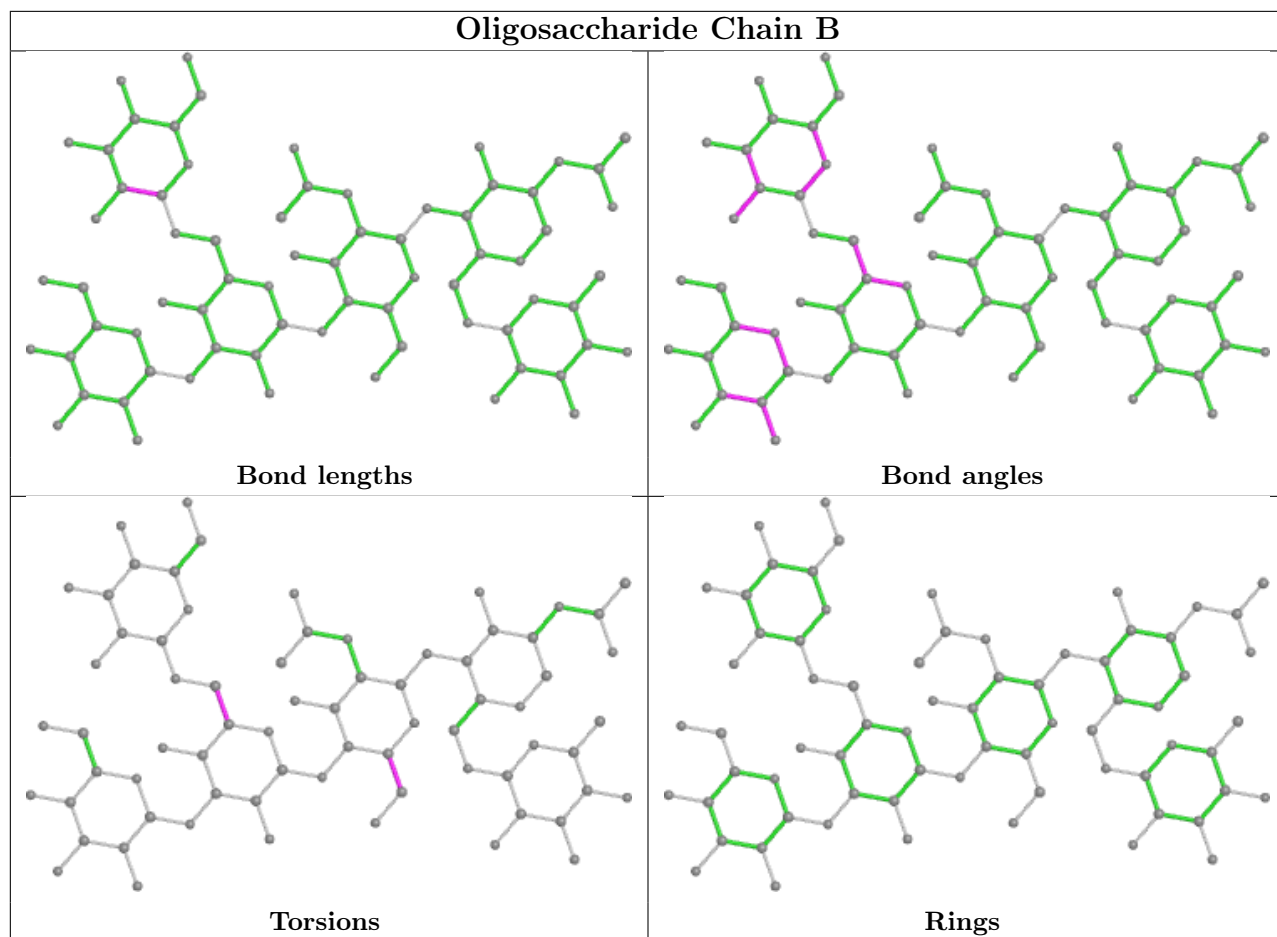 Oligosaccharide Chain B
Bond lengths
Bond angles
Torsions
Rings